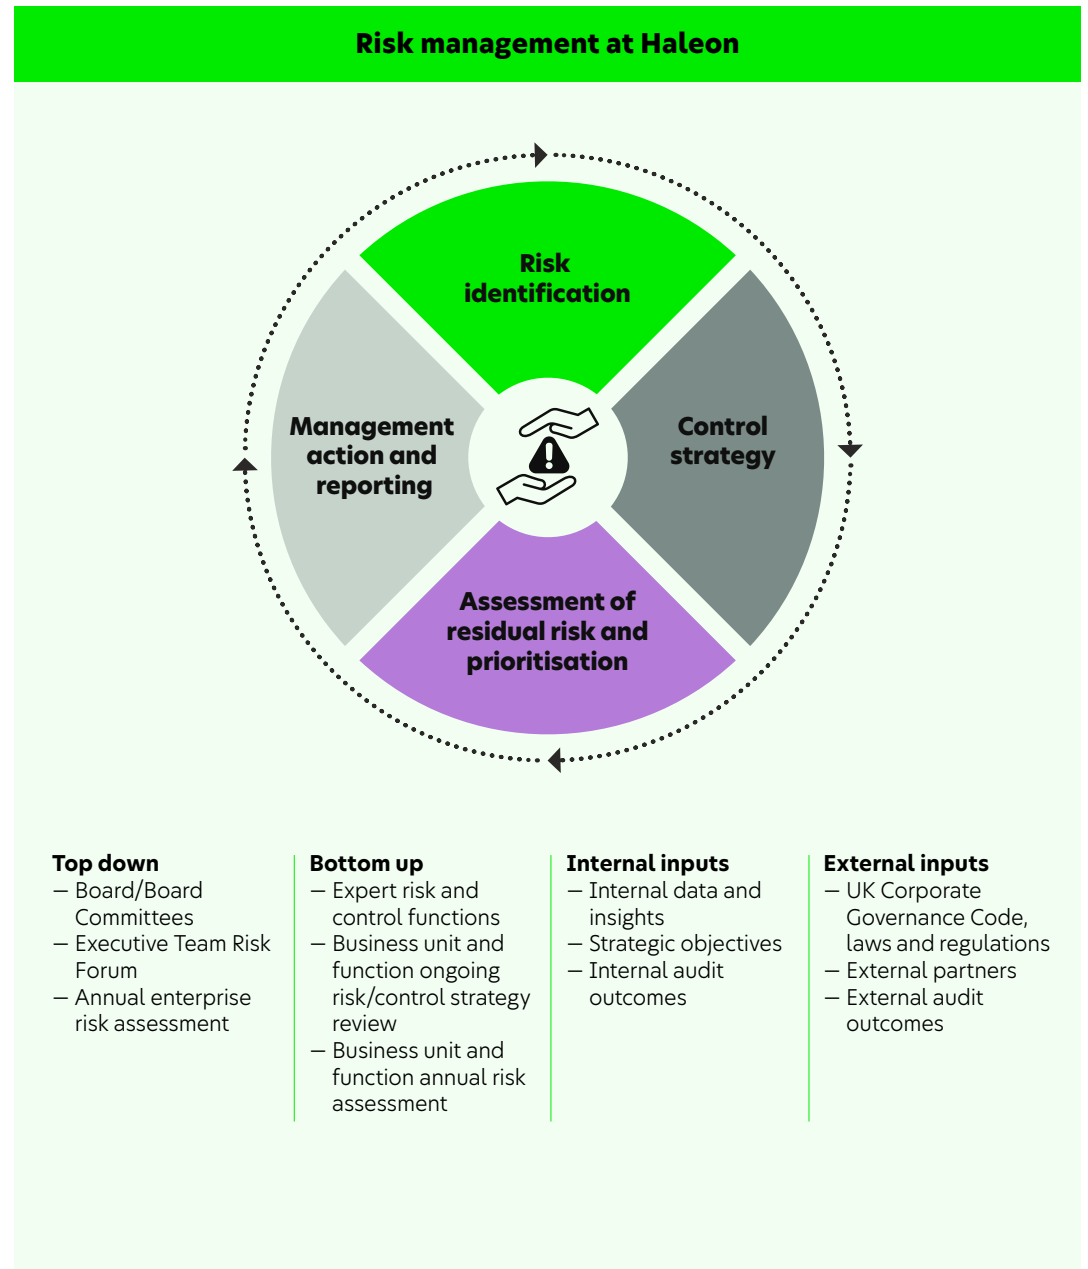 Risk management at Haleon
Risk
identification
Control
strategy
Assessment of
residual risk and
prioritisation
Management
action and
reporting
Top down
— Board/Board
Committees
— Executive Team Risk
Forum
— Annual enterprise
risk assessment
Bottom up
— Expert risk and
control functions
— Business unit and
function ongoing
risk/control strategy
review
— Business unit and
function annual risk
assessment
Internal inputs
— Internal data and
insights
— Strategic objectives
— Internal audit
outcomes
External inputs
— UK Corporate
Governance Code,
laws and regulations
— External partners
— External audit
outcomes